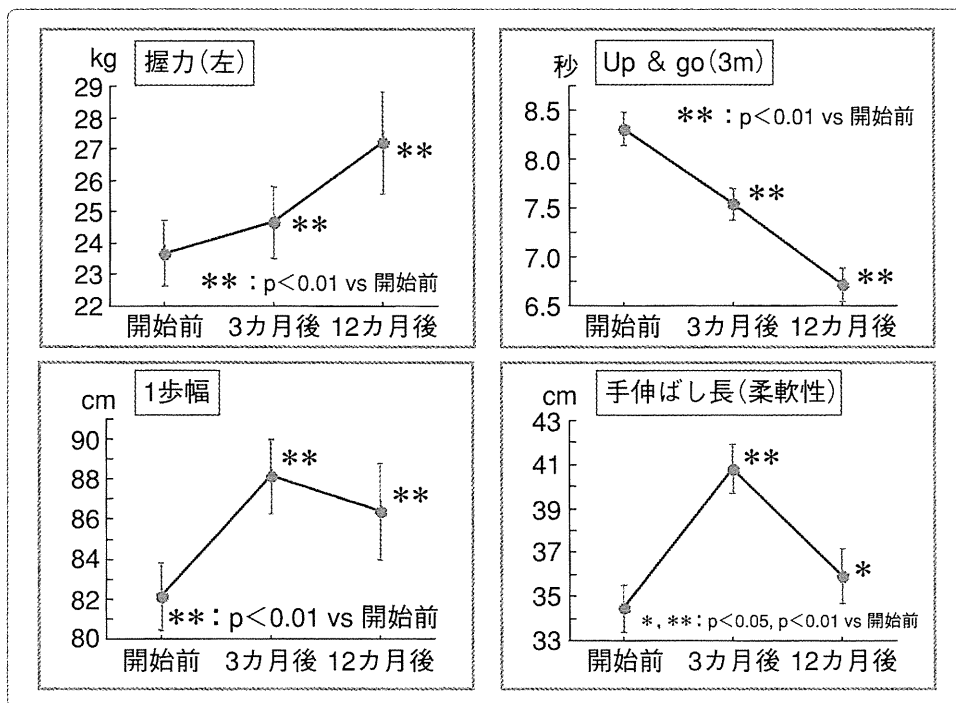 kg 握力(左)
29
28
27
26
25
24
23
22
**
**
** : p<0.01 vs 開始前
開始前 3カ月後 12カ月後
秒 Up & go(3m)
8.5
8.0
7.5
7.0
6.5
** : p<0.01 vs 開始前
**
**
開始前 3カ月後 12カ月後
cm 1歩幅
90
88
86
84
82
80
**
**
** : p<0.01 vs 開始前
開始前 3カ月後 12カ月後
cm 手伸ばし長(柔軟性)
43
41
39
37
35
33
**
*
*, ** : p<0.05, p<0.01 vs 開始前
開始前 3カ月後 12カ月後